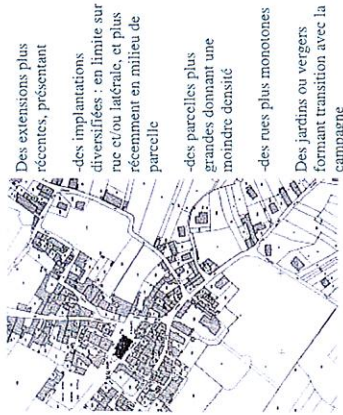 Des extensions plus
récentes, présentant
-des implantations
diversifiées : en limite sur
rue et/ou latérale, et plus
récemment en milieu de
parcelle
-des parcelles plus
grandes donnant une
moindre densité
-des rues plus monotones
Des jardins ou vergers
formant transition avec la
campagne